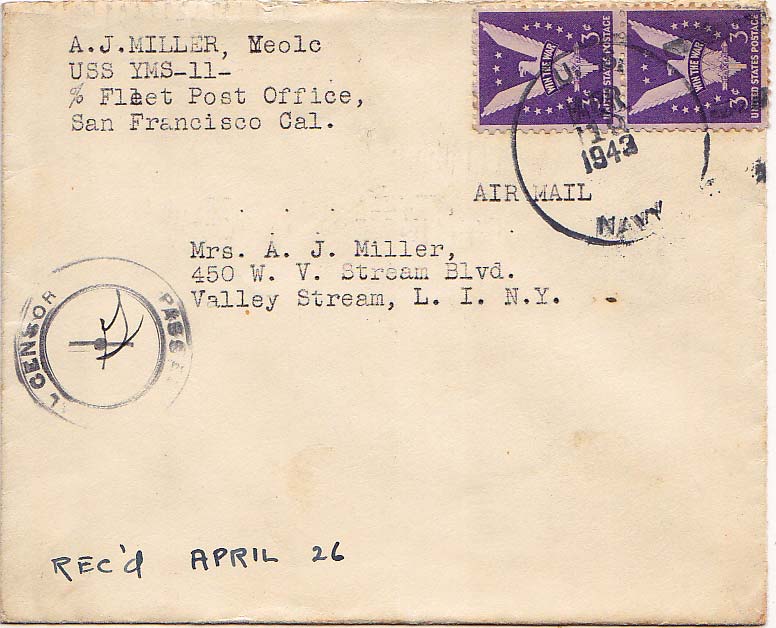 A.J.MILLER, Meolc
USS YMS-11-
% Fleet Post Office,
San Francisco Cal.
WIN THE WAR
3¢
UNITED STATES POSTAGE
WIN THE WAR
3¢
UNITED STATES POSTAGE
1943
NAVY
AIR MAIL
Mrs. A. J. Miller,
450 W. V. Stream Blvd.
Valley Stream, L. I. N.Y.
CENSOR
REC'd APRIL 26